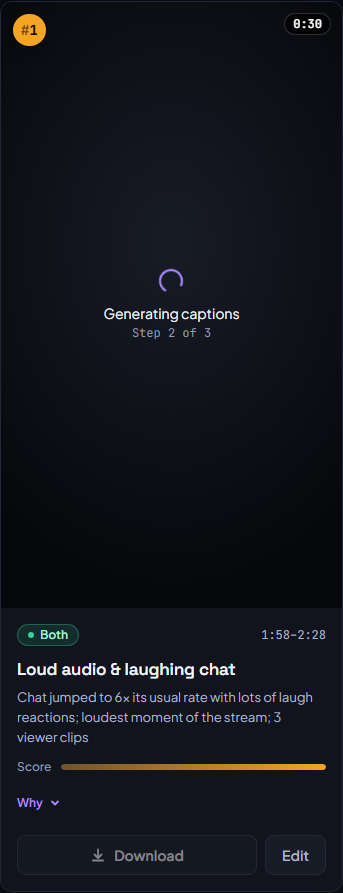 #1
0:30
Generating captions
Step 2 of 3
Both
1:58–2:28
Loud audio & laughing chat
Chat jumped to 6× its usual rate with lots of laugh
reactions; loudest moment of the stream; 3
viewer clips
Score
Why
Download
Edit